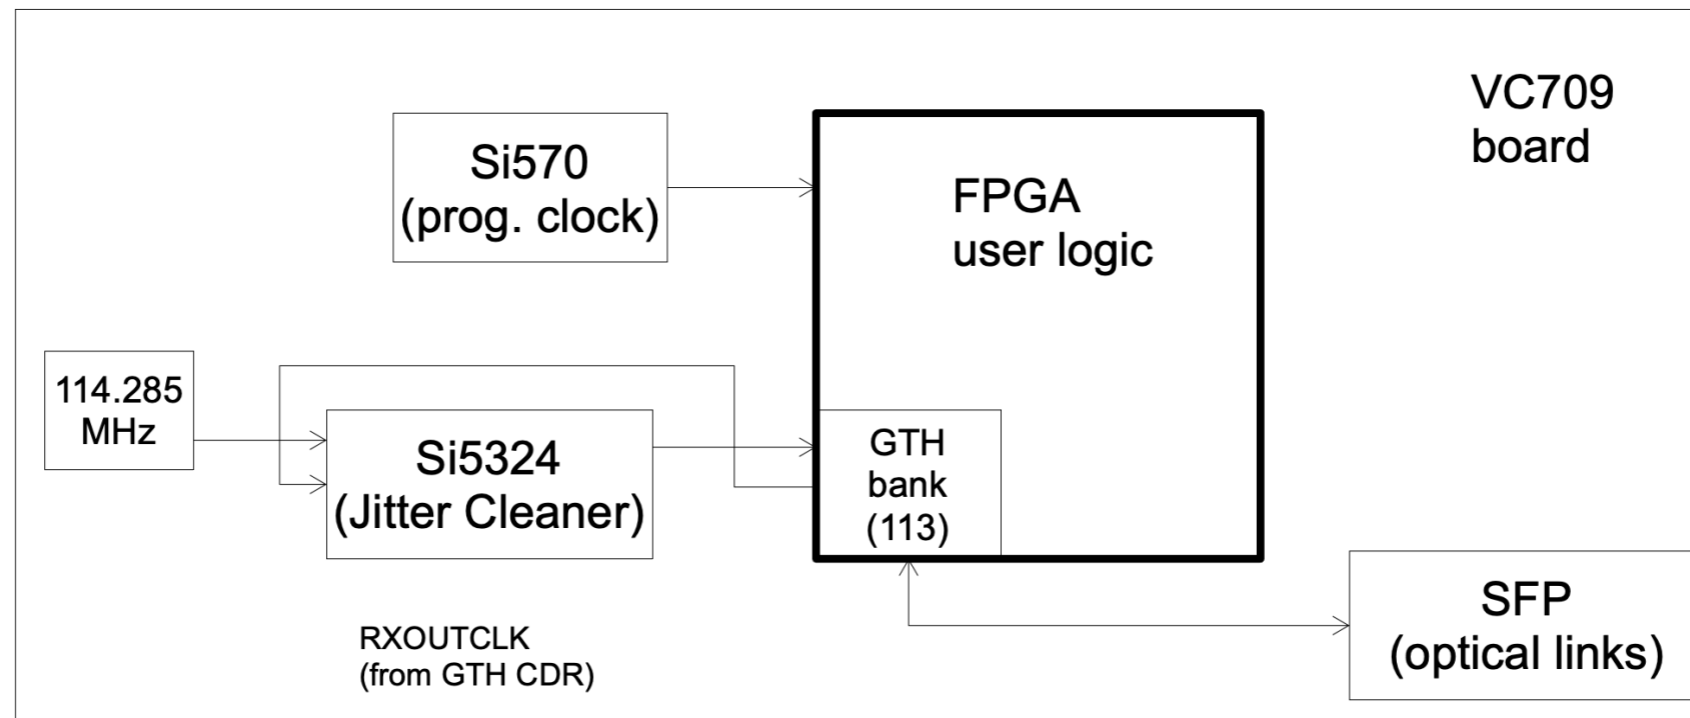 VC709
board
Si570
(prog. clock)
FPGA
user logic
114.285
MHz
Si5324
(Jitter Cleaner)
GTH
bank
(113)
RXOUTCLK
(from GTH CDR)
SFP
(optical links)